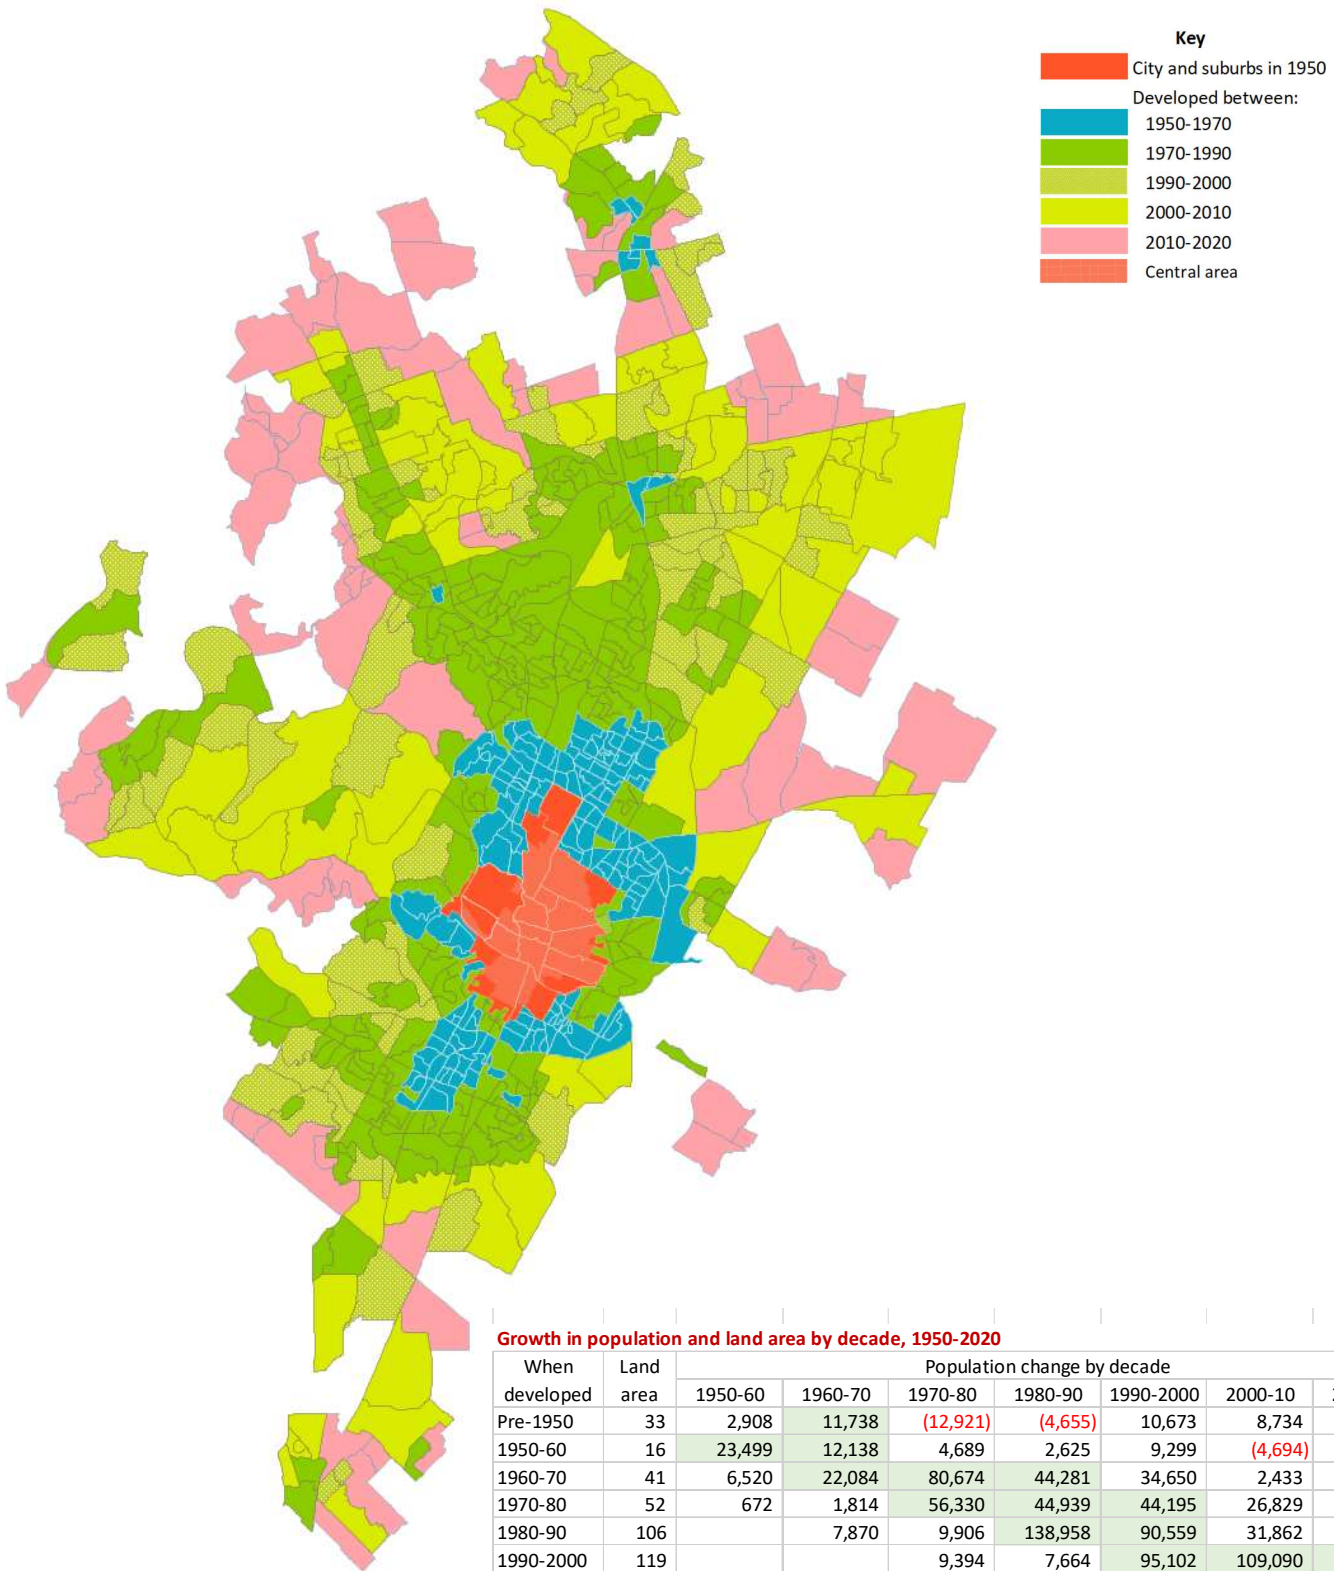 Key
City and suburbs in 1950
Developed between:
1950-1970
1970-1990
1990-2000
2000-2010
2010-2020
Central area
Growth in population and land area by decade, 1950-2020
When Land Population change by decade
developed area 1950-60 1960-70 1970-80 1980-90 1990-2000 2000-10
Pre-1950 33 2,908 11,738 (12,921) (4,655) 10,673 8,734
1950-60 16 23,499 12,138 4,689 2,625 9,299 (4,694)
1960-70 41 6,520 22,084 80,674 44,281 34,650 2,433
1970-80 52 672 1,814 56,330 44,939 44,195 26,829
1980-90 106 7,870 9,906 138,958 90,559 31,862
1990-2000 119 9,394 7,664 95,102 109,090